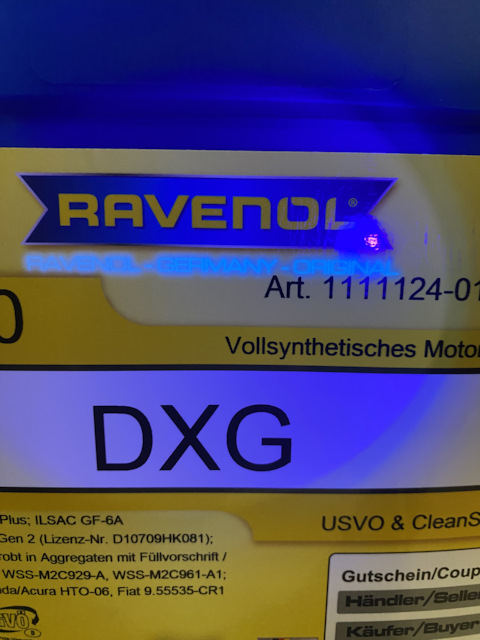 RAVENOL®
RAVENOL - GERMANY - ORIGINAL
Art. 1111124-01
0
Vollsynthetisches Motor
DXG
Plus; ILSAC GF-6A
Gen 2 (Lizenz-Nr. D10709HK081);
robt in Aggregaten mit Füllvorschrift /
WSS-M2C929-A, WSS-M2C961-A1;
da/Acura HTO-06, Fiat 9.55535-CR1
USVO & CleanS
Gutschein/Coup
Händler/Selle
Käufer/Buyer